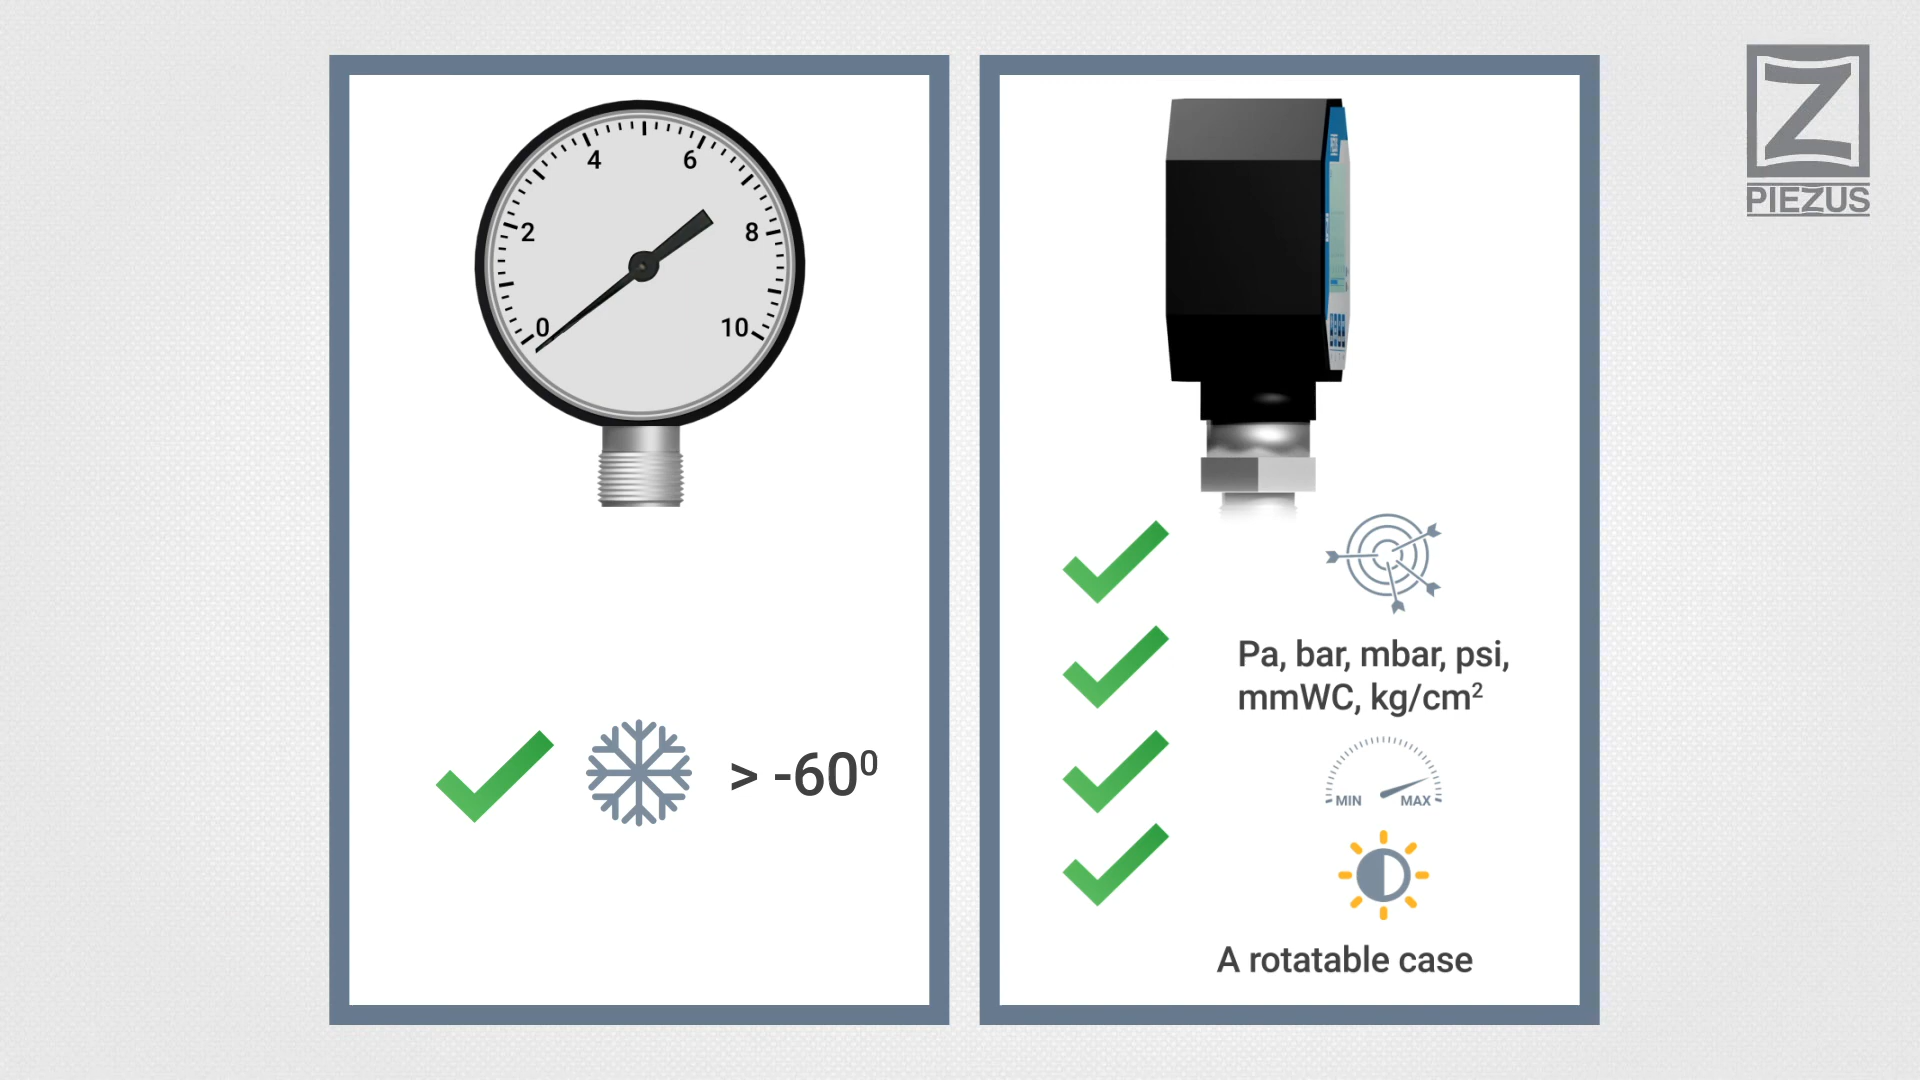 4
6
2
8
0
10
> -60⁰
Pa, bar, mbar, psi,
mmWC, kg/cm²
MIN MAX
A rotatable case
Z
PIEZUS